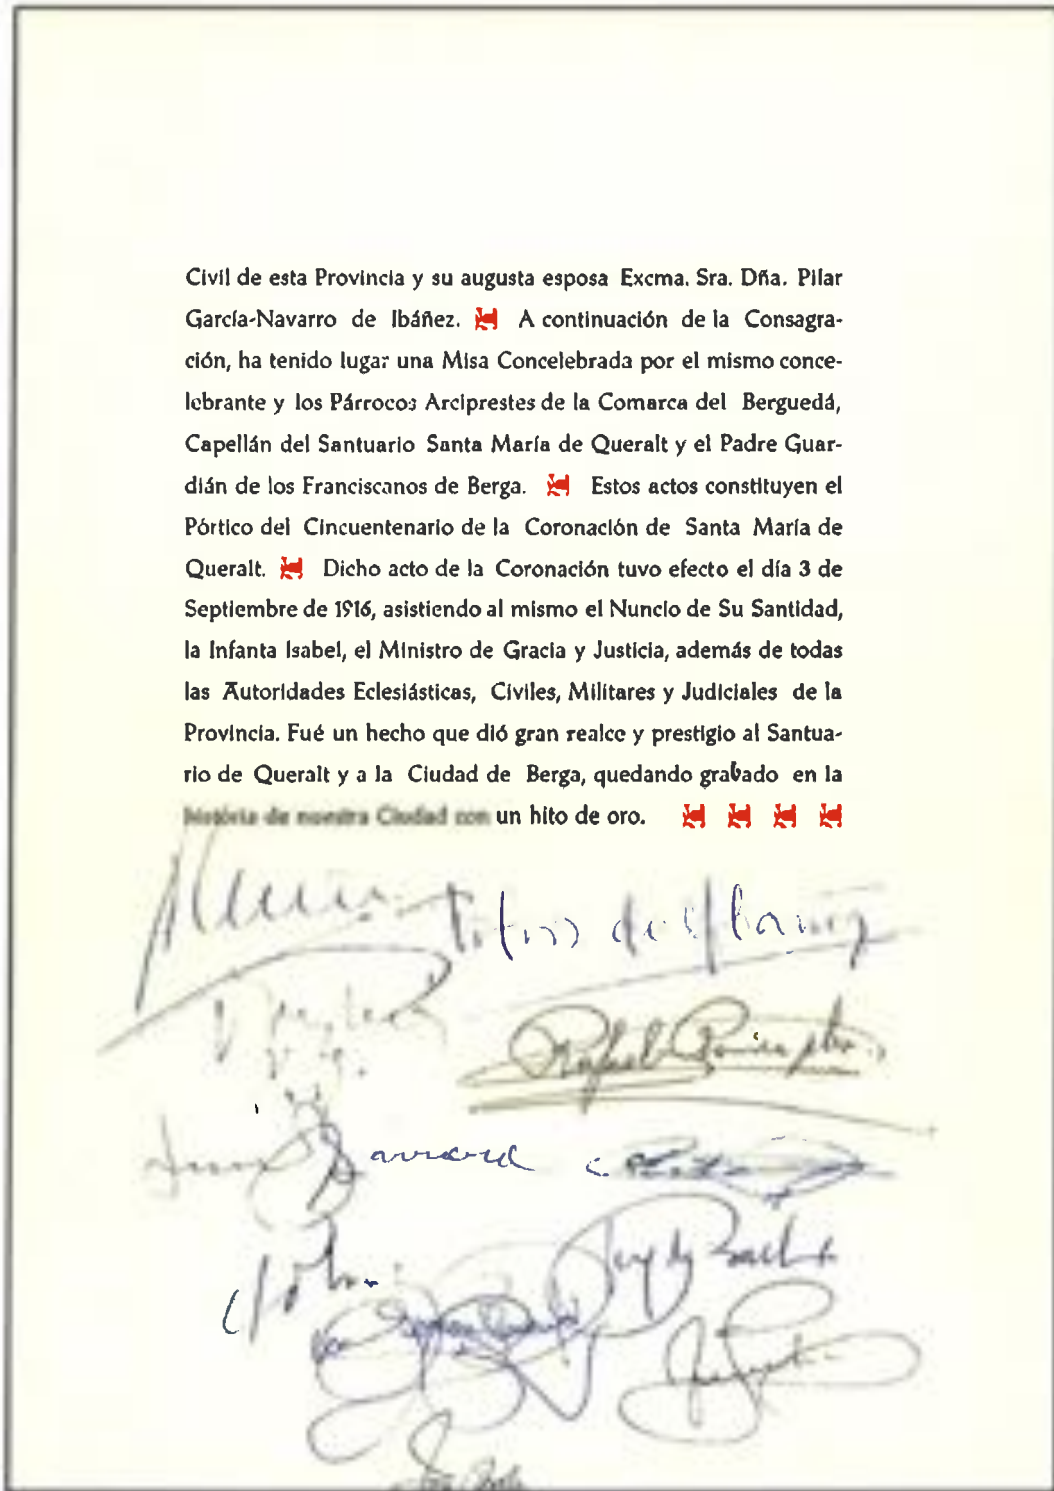 Civil de esta Provincia y su augusta esposa Excma. Sra. Dña. Pilar
García-Navarro de Ibáñez. A continuación de la Consagra-
ción, ha tenido lugar una Misa Concelebrada por el mismo conce-
lebrante y los Párrocos Arciprestes de la Comarca del Berguedá,
Capellán del Santuario Santa María de Queralt y el Padre Guar-
dián de los Franciscanos de Berga. Estos actos constituyen el
Pórtico del Cincuentenario de la Coronación de Santa María de
Queralt. Dicho acto de la Coronación tuvo efecto el día 3 de
Septiembre de 1916, asistiendo al mismo el Nuncio de Su Santidad,
la Infanta Isabel, el Ministro de Gracia y Justicia, además de todas
las Autoridades Eclesiásticas, Civiles, Militares y Judiciales de la
Provincia. Fué un hecho que dió gran realce y prestigio al Santua-
rio de Queralt y a la Ciudad de Berga, quedando grabado en la
história de nuestra Ciudad con un hito de oro.
Rafael